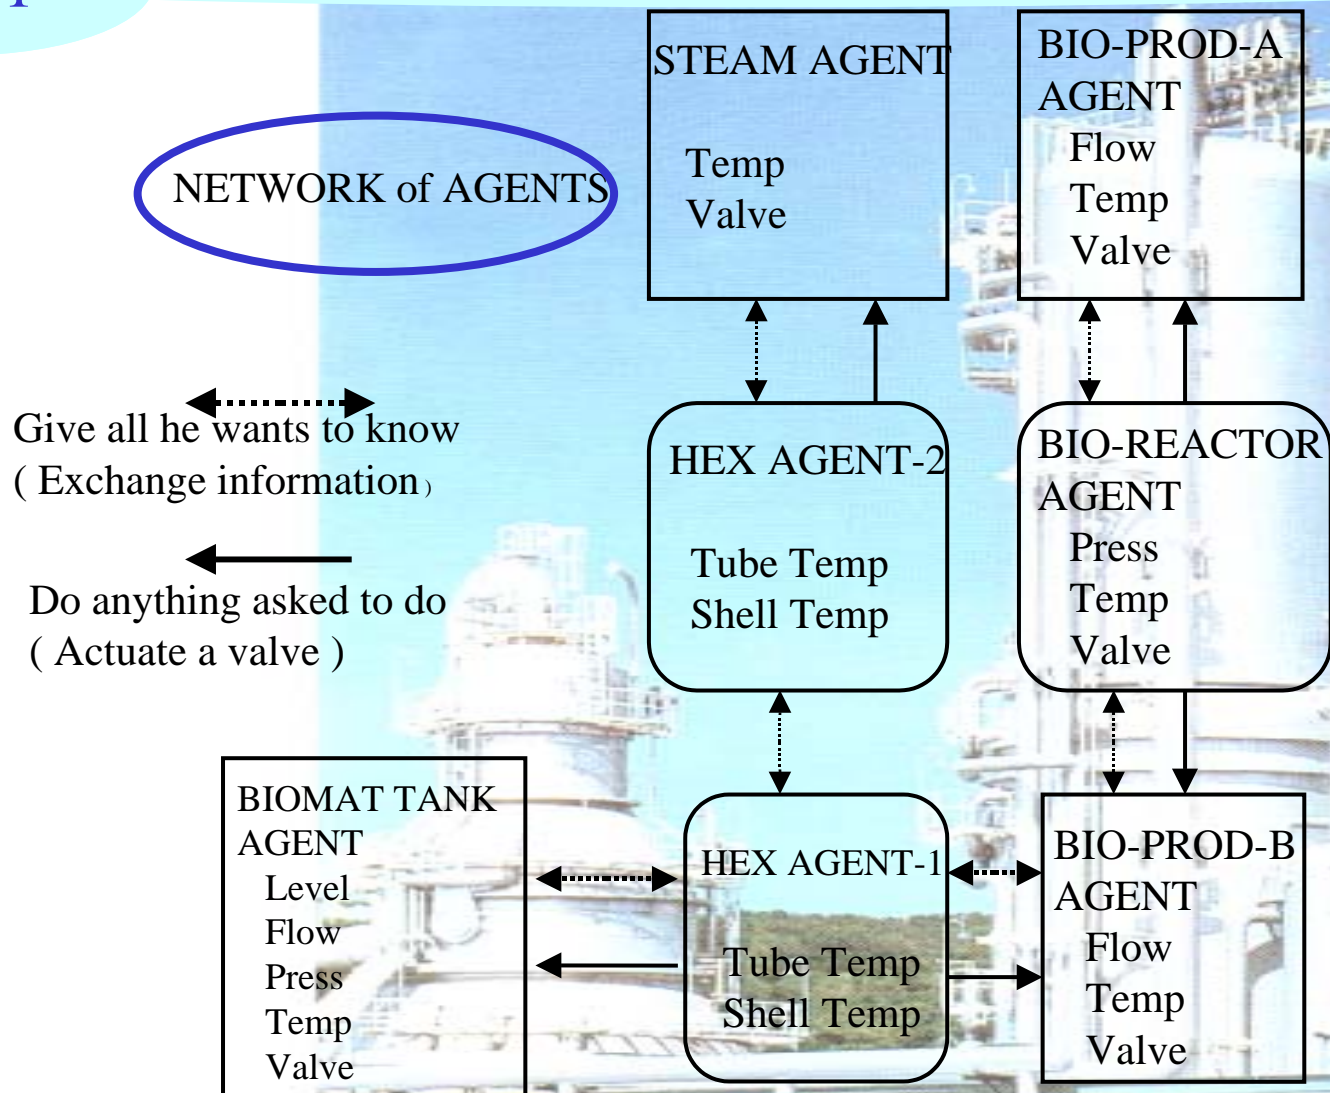 NETWORK of AGENTS
STEAM AGENT
Temp
Valve
BIO-PROD-A
AGENT
Flow
Temp
Valve
Give all he wants to know
( Exchange information )
Do anything asked to do
( Actuate a valve )
HEX AGENT-2
Tube Temp
Shell Temp
BIO-REACTOR
AGENT
Press
Temp
Valve
BIOMAT TANK
AGENT
Level
Flow
Press
Temp
Valve
HEX AGENT-1
Tube Temp
Shell Temp
BIO-PROD-B
AGENT
Flow
Temp
Valve